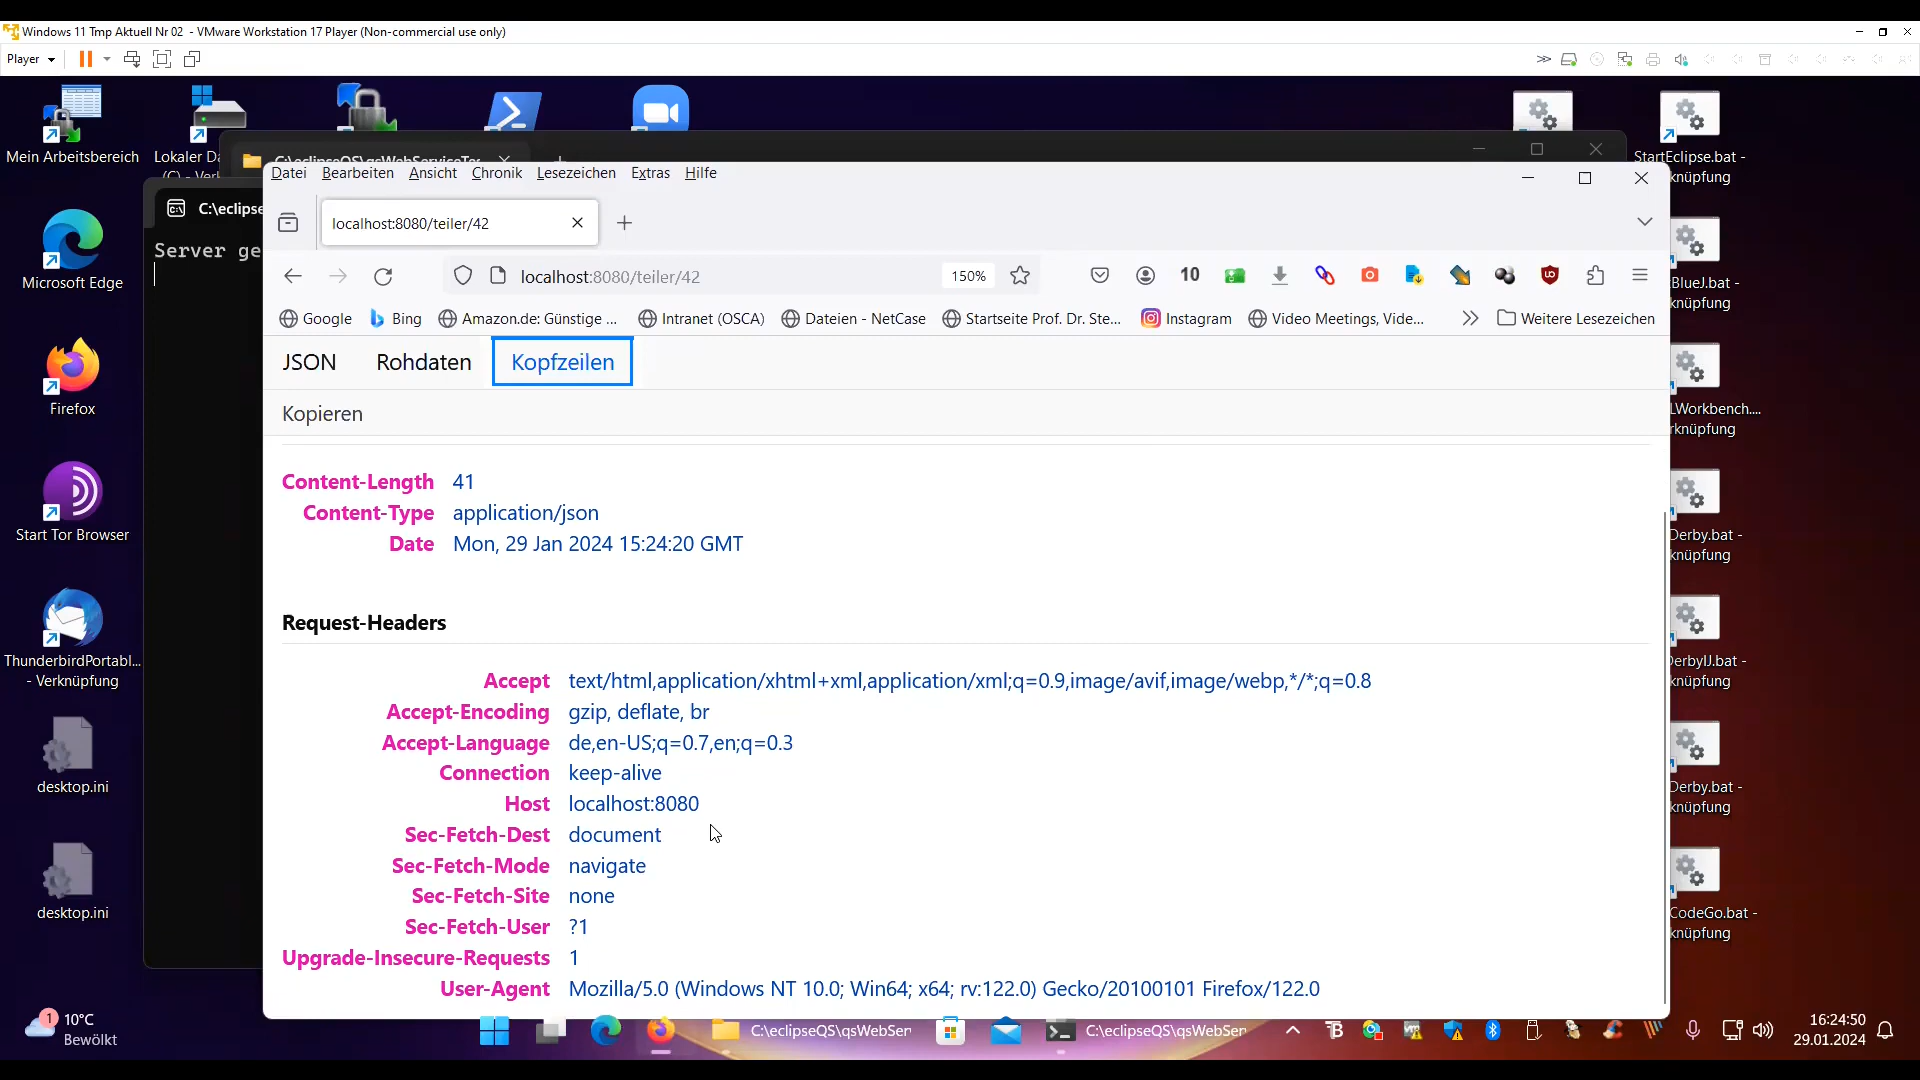 Windows 11 Tmp Aktuell Nr 02 - VMware Workstation 17 Player (Non-commercial use only)
Player
Mein Arbeitsbereich
Lokaler Da
(C) - Verk
StartEclipse.bat -
knüpfung
C:\eclipseQS\qsWebServiceTes
Datei Bearbeiten Ansicht Chronik Lesezeichen Extras Hilfe
C:\eclipse
localhost:8080/teiler/42
Server ge
localhost:8080/teiler/42
150%
10
Microsoft Edge
BlueJ.bat -
knüpfung
Google Bing Amazon.de: Günstige ... Intranet (OSCA) Dateien - NetCase Startseite Prof. Dr. Ste... Instagram Video Meetings, Vide... Weitere Lesezeichen
JSON Rohdaten Kopfzeilen
Kopieren
Firefox
LWorkbench....
rknüpfung
Content-Length 41
Content-Type application/json
Date Mon, 29 Jan 2024 15:24:20 GMT
Start Tor Browser
Derby.bat -
knüpfung
Request-Headers
Accept text/html,application/xhtml+xml,application/xml;q=0.9,image/avif,image/webp,*/*;q=0.8
Accept-Encoding gzip, deflate, br
Accept-Language de,en-US;q=0.7,en;q=0.3
Connection keep-alive
Host localhost:8080
Sec-Fetch-Dest document
Sec-Fetch-Mode navigate
Sec-Fetch-Site none
Sec-Fetch-User ?1
Upgrade-Insecure-Requests 1
User-Agent Mozilla/5.0 (Windows NT 10.0; Win64; x64; rv:122.0) Gecko/20100101 Firefox/122.0
ThunderbirdPortabl...
- Verknüpfung
DerbyIJ.bat -
knüpfung
desktop.ini
Derby.bat -
knüpfung
desktop.ini
CodeGo.bat -
knüpfung
1
10°C
Bewölkt
C:\eclipseQS\qsWebSer
C:\eclipseQS\qsWebSer
16:24:50
29.01.2024